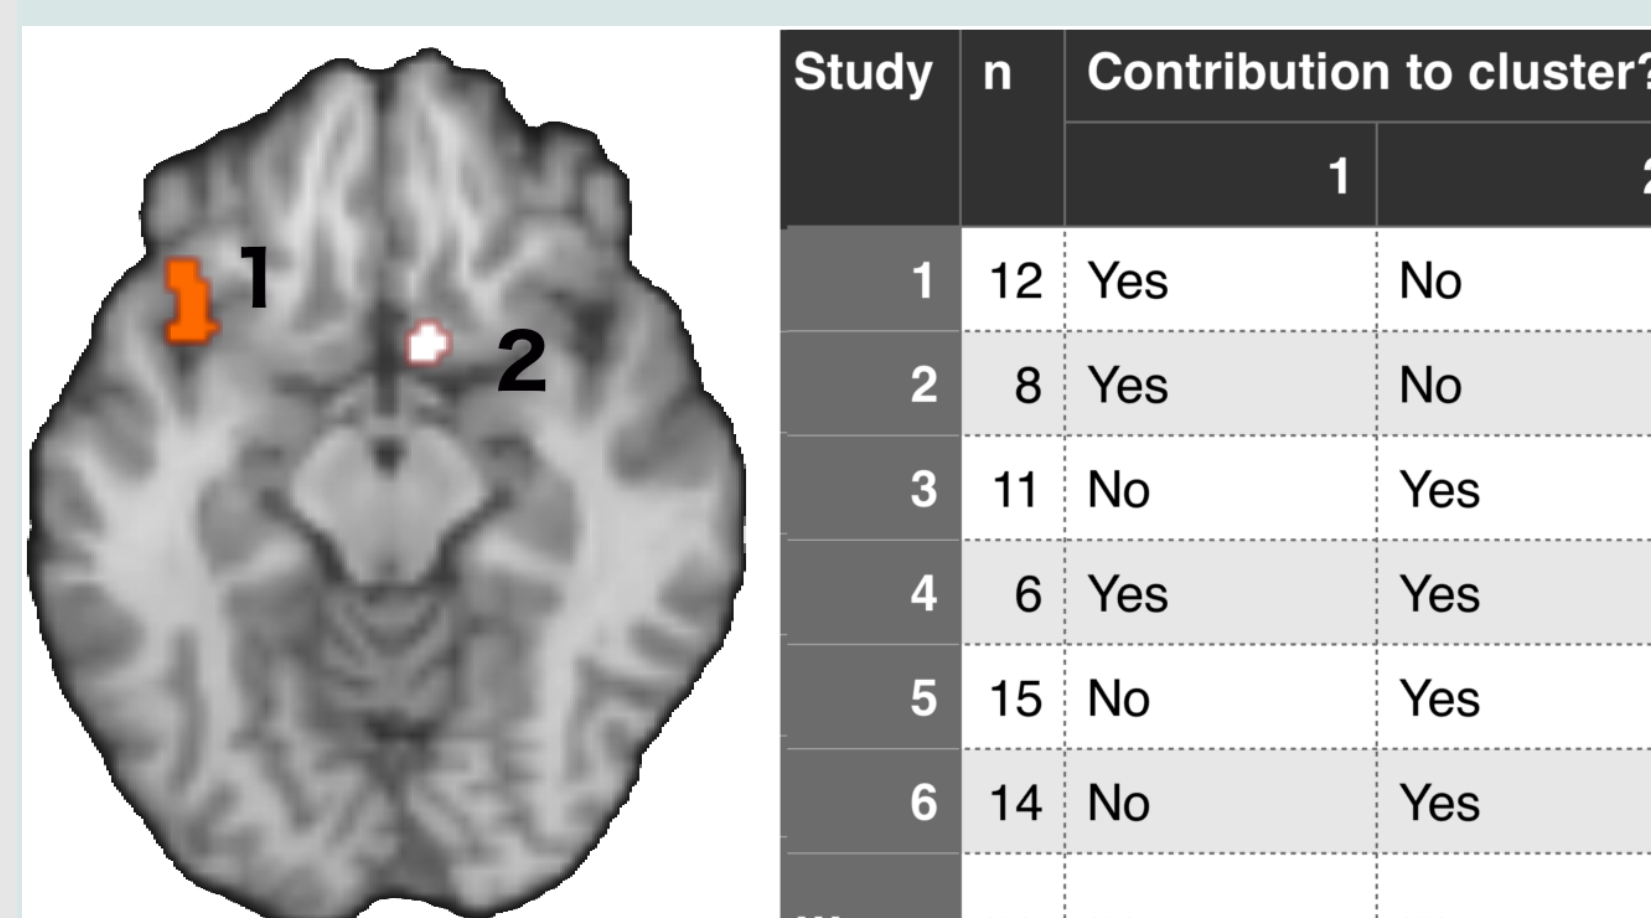 1
2
Study n Contribution to cluster?
1
1 12 Yes No
2 8 Yes No
3 11 No Yes
4 6 Yes Yes
5 15 No Yes
6 14 No Yes